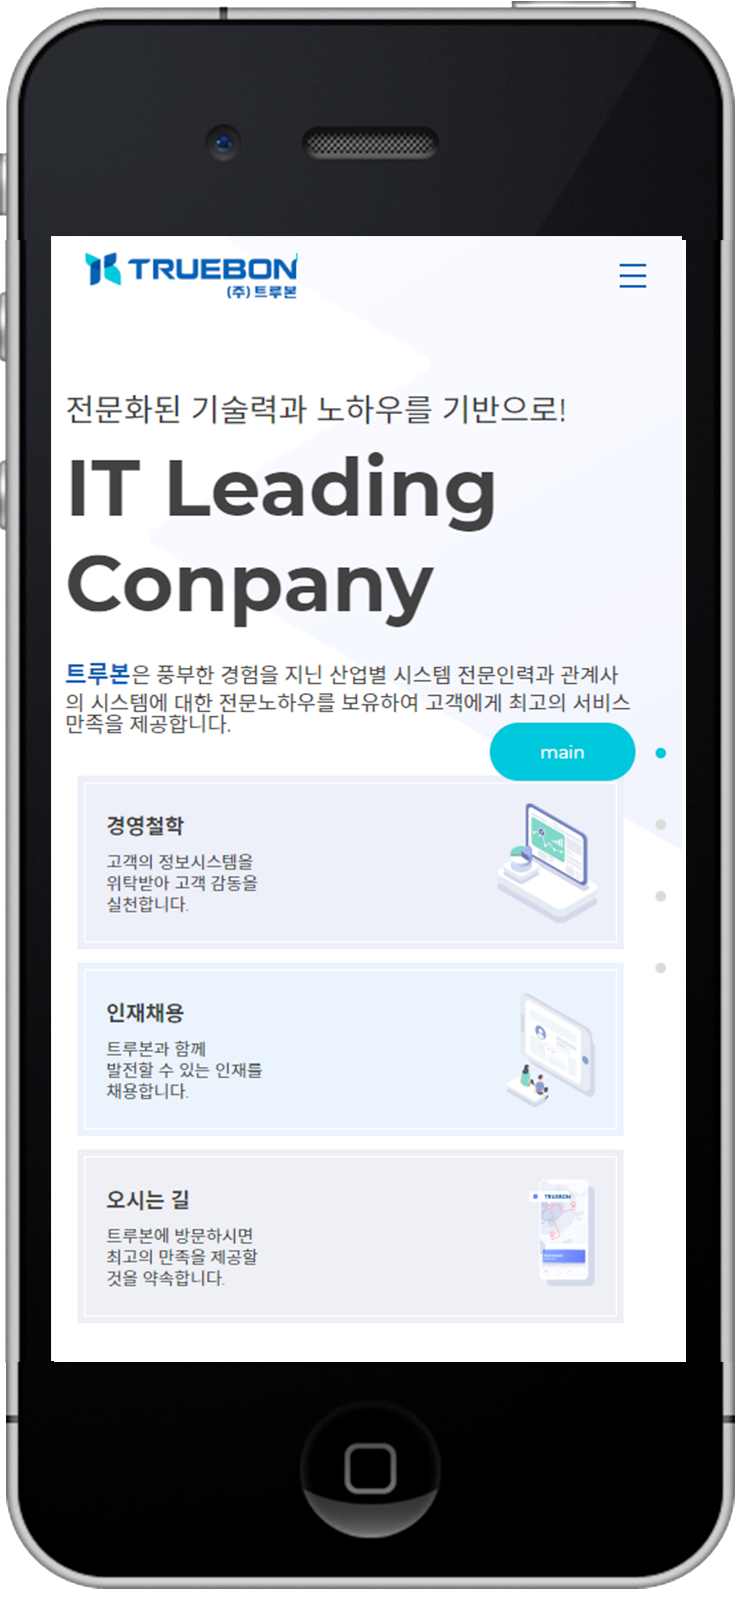 TRUEBON
(주)트루본
전문화된 기술력과 노하우를 기반으로!
IT Leading
Conpany
트루본은 풍부한 경험을 지닌 산업별 시스템 전문인력과 관계사
의 시스템에 대한 전문노하우를 보유하여 고객에게 최고의 서비스
만족을 제공합니다.
main
경영철학
고객의 정보시스템을
위탁받아 고객 감동을
실천합니다.
인재채용
트루본과 함께
발전할 수 있는 인재를
채용합니다.
오시는 길
TRUEBON
트루본에 방문하시면
최고의 만족을 제공할
것을 약속합니다.